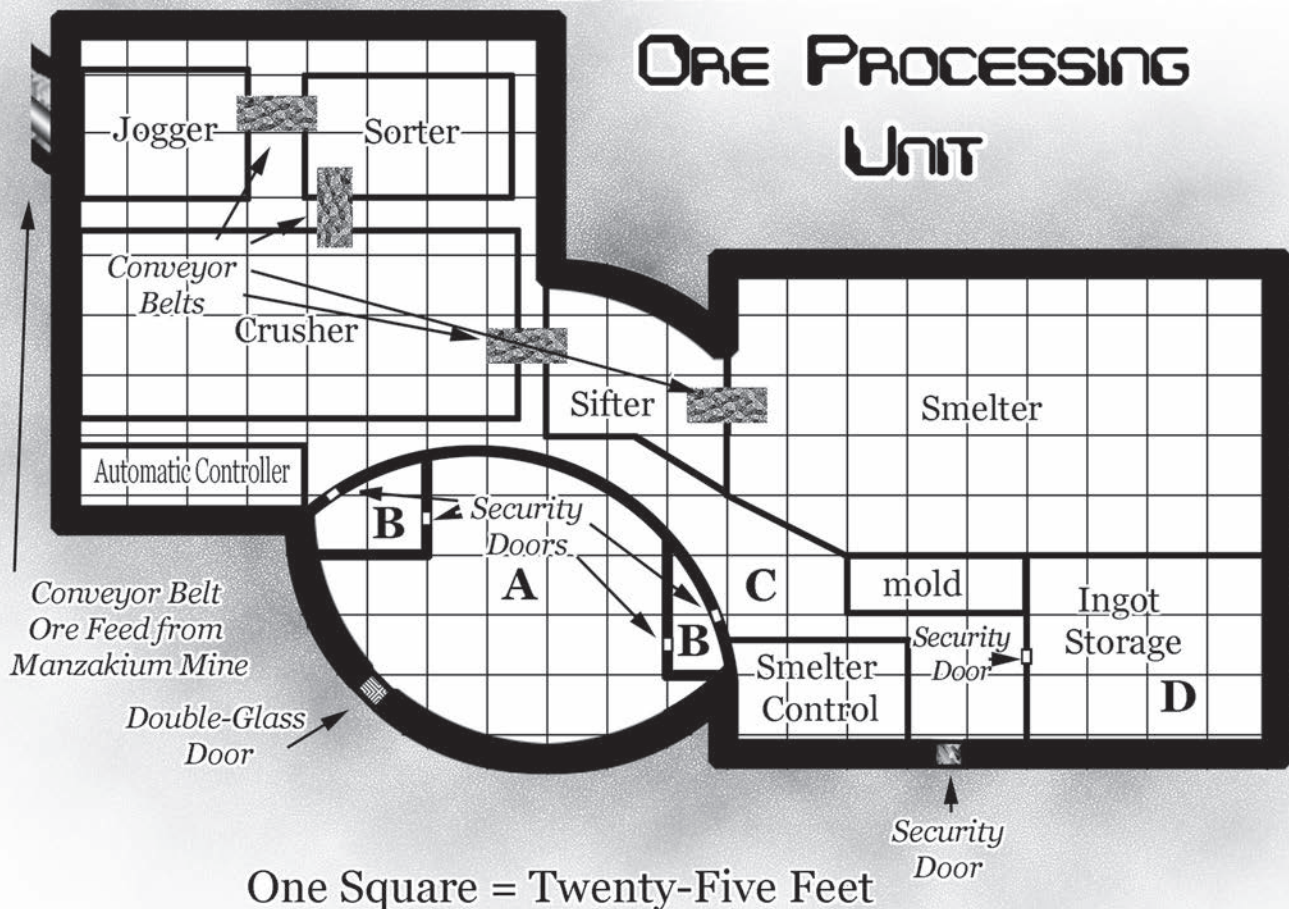 ORE PROCESSING
UNIT
Jogger
Sorter
Conveyor
Belts
Crusher
Sifter
Smelter
Automatic Controller
B
Security
Doors
A
C
mold
Ingot
Storage
Conveyor Belt
Ore Feed from
Manzakium Mine
B
Security
Door
Smelter
Control
D
Double-Glass
Door
Security
Door
One Square = Twenty-Five Feet